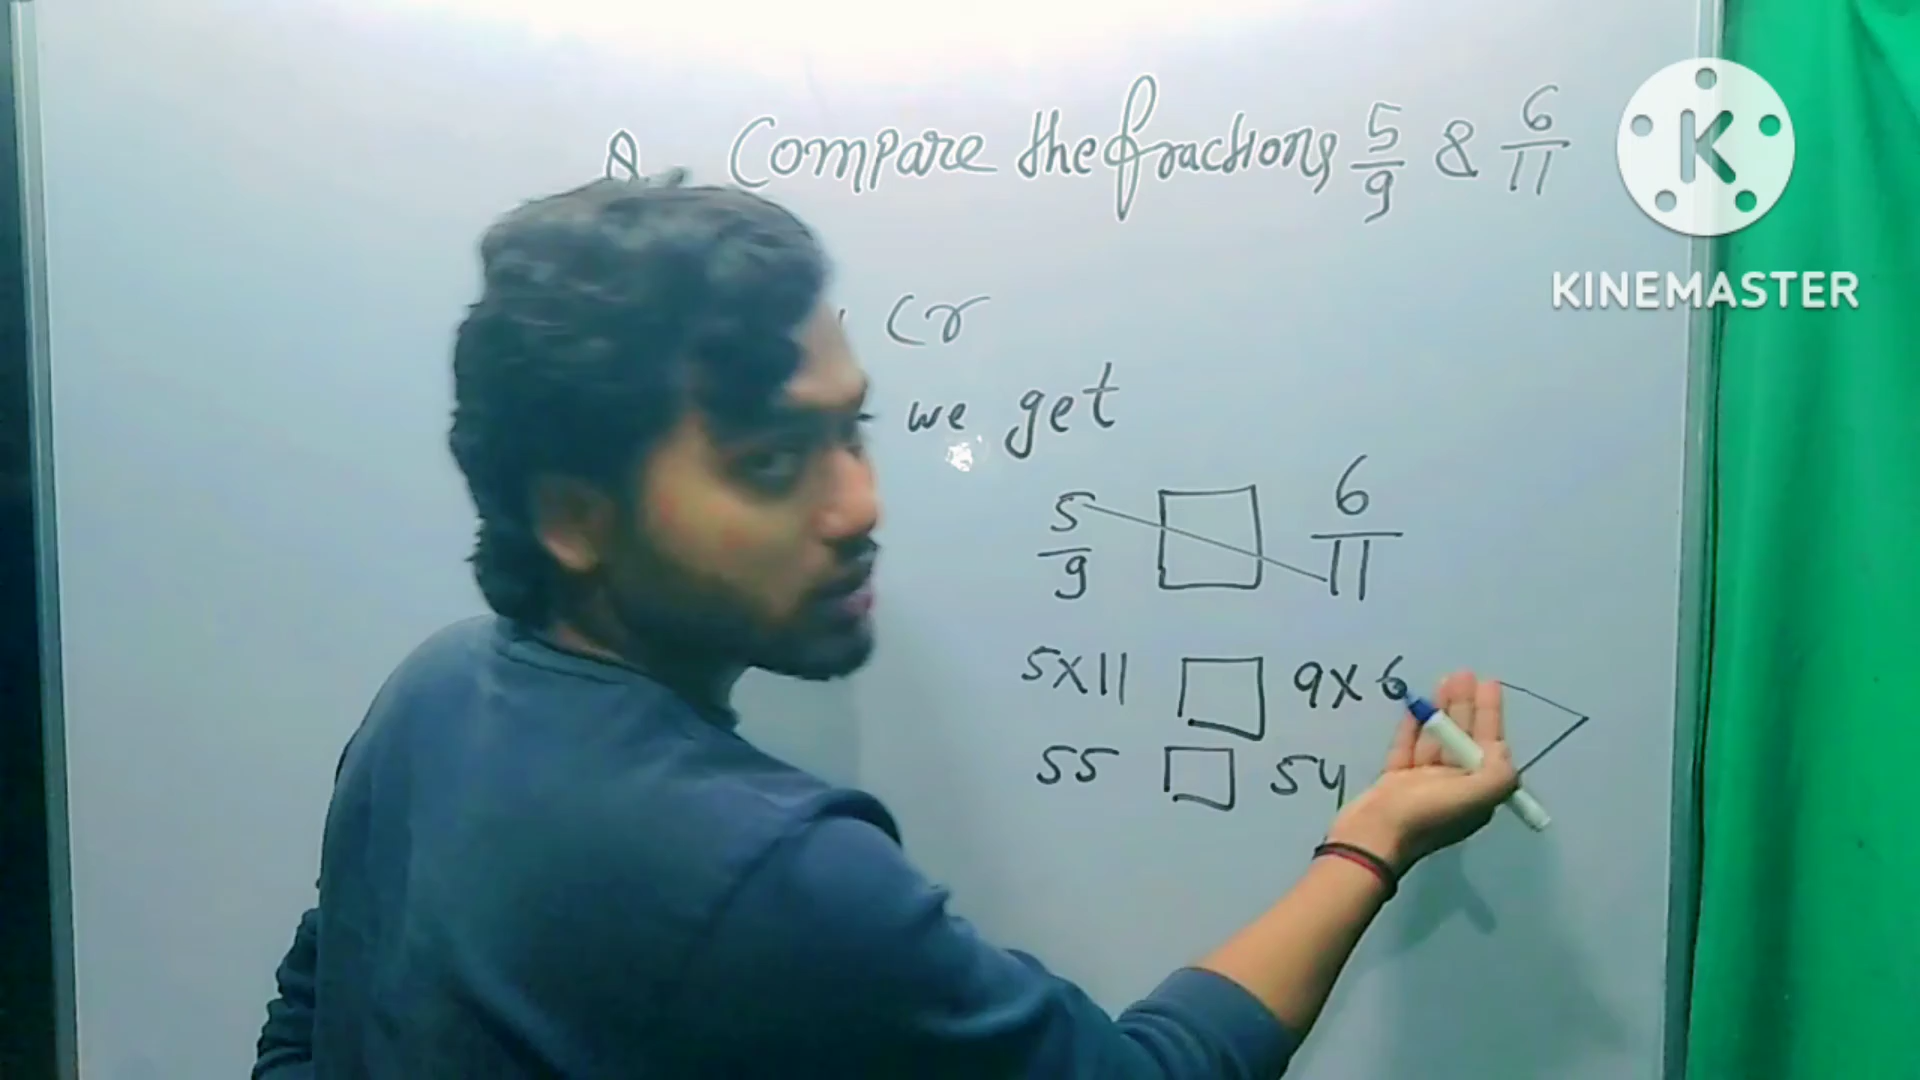 Q. Compare the fractions 5/9 & 6/11
K
KINEMASTER
Cr
we get
5/9 □ 6/11
5x11 □ 9x6
55 □ 54